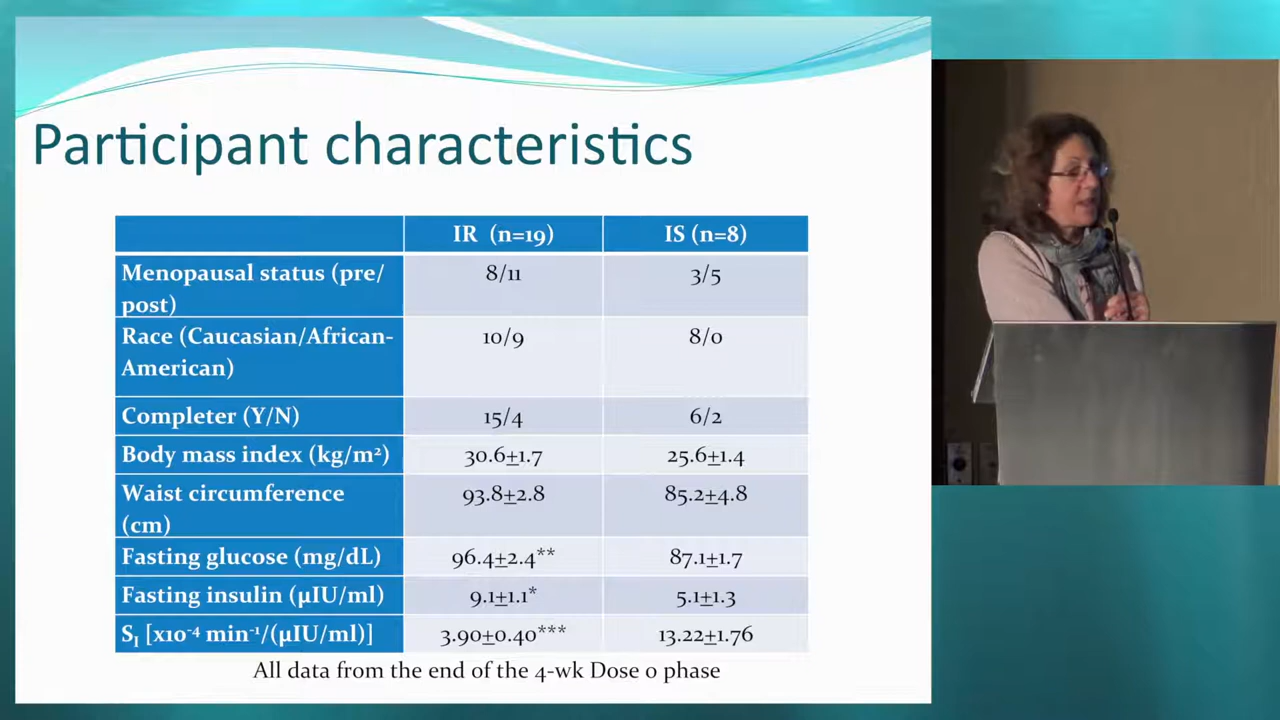 Participant characteristics
IR (n=19) IS (n=8)
Menopausal status (pre/ 8/11 3/5
post)
Race (Caucasian/African- 10/9 8/0
American)
Completer (Y/N) 15/4 6/2
Body mass index (kg/m²) 30.6±1.7 25.6±1.4
Waist circumference 93.8±2.8 85.2±4.8
(cm)
Fasting glucose (mg/dL) 96.4±2.4** 87.1±1.7
Fasting insulin (µIU/ml) 9.1±1.1* 5.1±1.3
S_I [x10⁻⁴ min⁻¹/(µIU/ml)] 3.90±0.40*** 13.22±1.76
All data from the end of the 4-wk Dose 0 phase